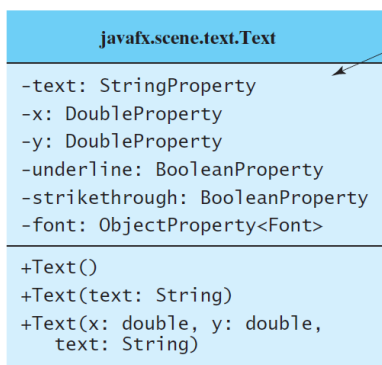 javafx.scene.text.Text
-text: StringProperty
-x: DoubleProperty
-y: DoubleProperty
-underline: BooleanProperty
-strikethrough: BooleanProperty
-font: ObjectProperty<Font>
+Text()
+Text(text: String)
+Text(x: double, y: double,
text: String)